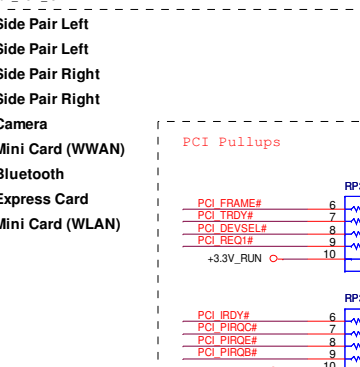 Side Pair Left
Side Pair Left
Side Pair Right
Side Pair Right
Camera
Mini Card (WWAN)
Bluetooth
Express Card
Mini Card (WLAN)
PCI Pullups
PCI_FRAME# 6
PCI_TRDY# 7
PCI_DEVSEL# 8
PCI_REQ1# 9
+3.3V_RUN 10
PCI_IRDY# 6
PCI_PIRQC# 7
PCI_PIRQE# 8
PCI_PIRQB# 9
10